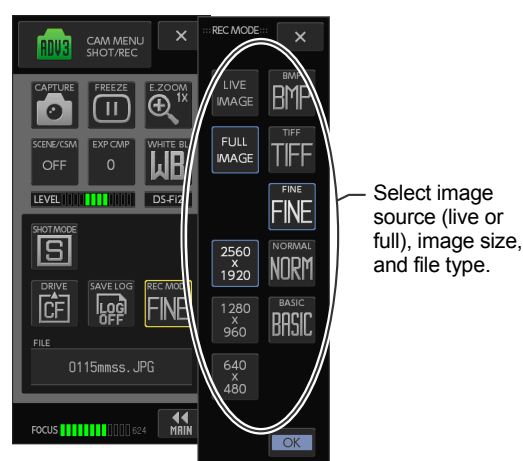 ADV3
CAM MENU
SHOT/REC
CAPTURE
FREEZE
E.ZOOM
1X
SCENE/CSM
OFF
EXP CMP
0
WHITE BL
WB
LEVEL
DS-Fi2
SHOT MODE
S
DRIVE
CF
SAVE LOG
LOG
OFF
REC MODE
FINE
FILE
0115mmss.JPG
FOCUS
624
MAIN
:::REC MODE:::
LIVE
IMAGE
BMP
BMP
FULL
IMAGE
TIFF
TIFF
FINE
FINE
2560
X
1920
NORMAL
NORM
1280
X
960
BASIC
BASIC
640
X
480
OK
Select image
source (live or
full), image size,
and file type.